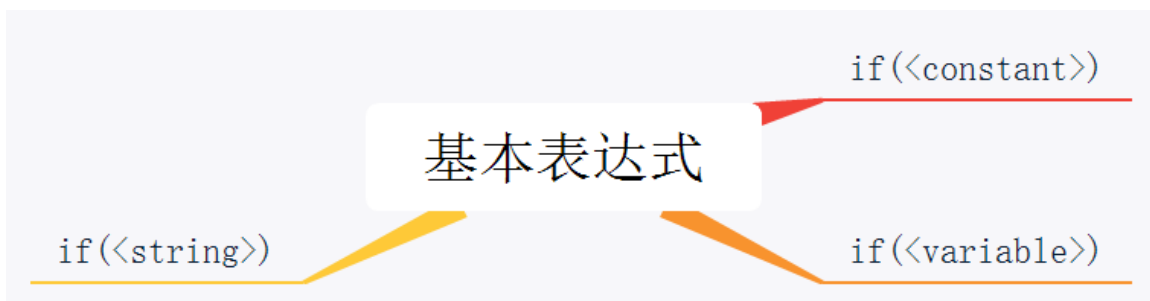 if(<constant>)
基本表达式
if(<string>)
if(<variable>)